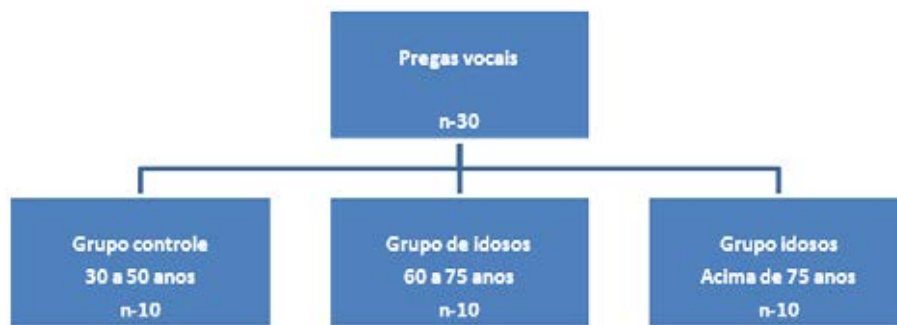 Pregas vocais
n-30
Grupo controle
30 a 50 anos
n-10
Grupo de idosos
60 a 75 anos
n-10
Grupo idosos
Acima de 75 anos
n-10